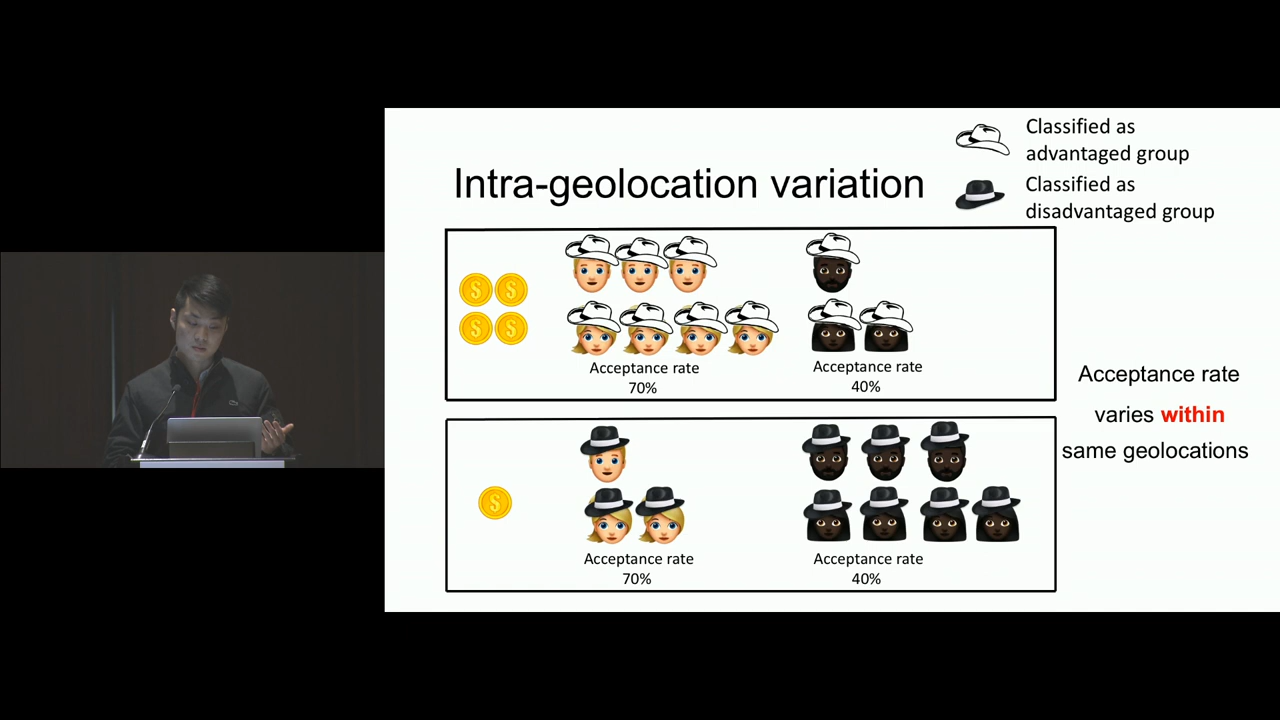 Classified as
advantaged group
Intra-geolocation variation
Classified as
disadvantaged group
$ $
$ $
Acceptance rate
70%
Acceptance rate
40%
Acceptance rate
varies within
same geolocations
$
Acceptance rate
70%
Acceptance rate
40%